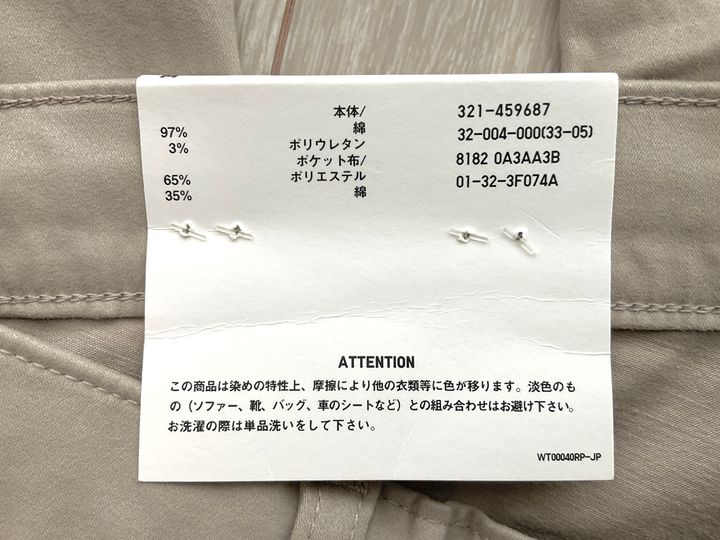 本体/
97% 綿
3% ポリウレタン
ポケット布/
65% ポリエステル
35% 綿
321-459687
32-004-000(33-05)
8182 0A3AA3B
01-32-3F074A
ATTENTION
この商品は染めの特性上、摩擦により他の衣類等に色が移ります。淡色のも
の（ソファー、靴、バッグ、車のシートなど）との組み合わせはお避け下さい。
お洗濯の際は単品洗いをして下さい。
WT00040RP-JP